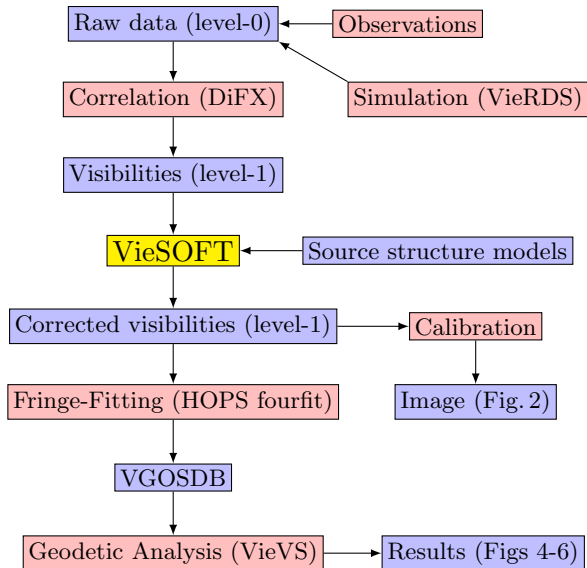 Raw data (level-0)
Observations
Correlation (DiFX)
Simulation (VieRDS)
Visibilities (level-1)
VieSOFT
Source structure models
Corrected visibilities (level-1)
Calibration
Fringe-Fitting (HOPS fourfit)
Image (Fig. 2)
VGOSDB
Geodetic Analysis (VieVS)
Results (Figs 4-6)